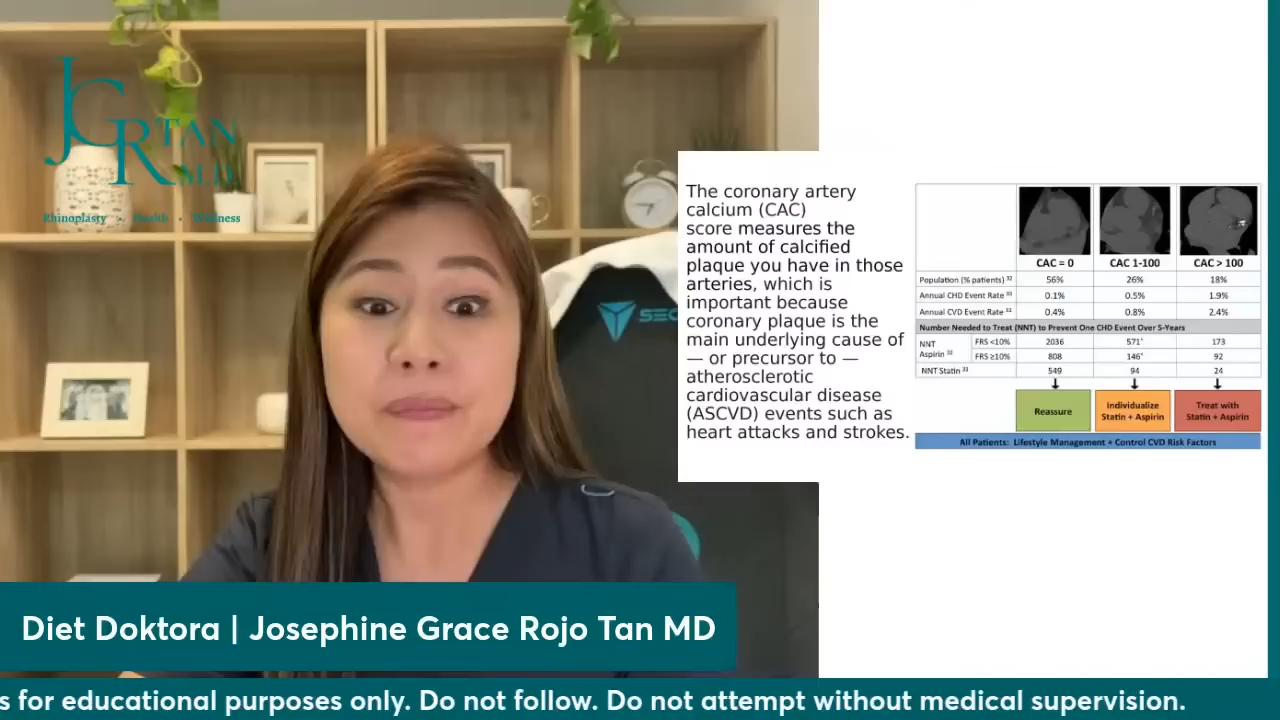 JCR TAN
M.D.
Rhinoplasty · Health · Wellness
SEC
The coronary artery
calcium (CAC)
score measures the
amount of calcified
plaque you have in those
arteries, which is
important because
coronary plaque is the
main underlying cause of
— or precursor to —
atherosclerotic
cardiovascular disease
(ASCVD) events such as
heart attacks and strokes.
CAC = 0 CAC 1-100 CAC > 100
Population (% patients) 32 56% 26% 18%
Annual CHD Event Rate 33 0.1% 0.5% 1.9%
Annual CVD Event Rate 33 0.4% 0.8% 2.4%
Number Needed to Treat (NNT) to Prevent One CHD Event Over 5-Years
NNT Aspirin 32 FRS <10% 2036 571* 173
FRS ≥10% 808 146* 92
NNT Statin 33 549 94 24
Reassure Individualize Statin + Aspirin Treat with Statin + Aspirin
All Patients: Lifestyle Management + Control CVD Risk Factors
Diet Doktora | Josephine Grace Rojo Tan MD
s for educational purposes only. Do not follow. Do not attempt without medical supervision.